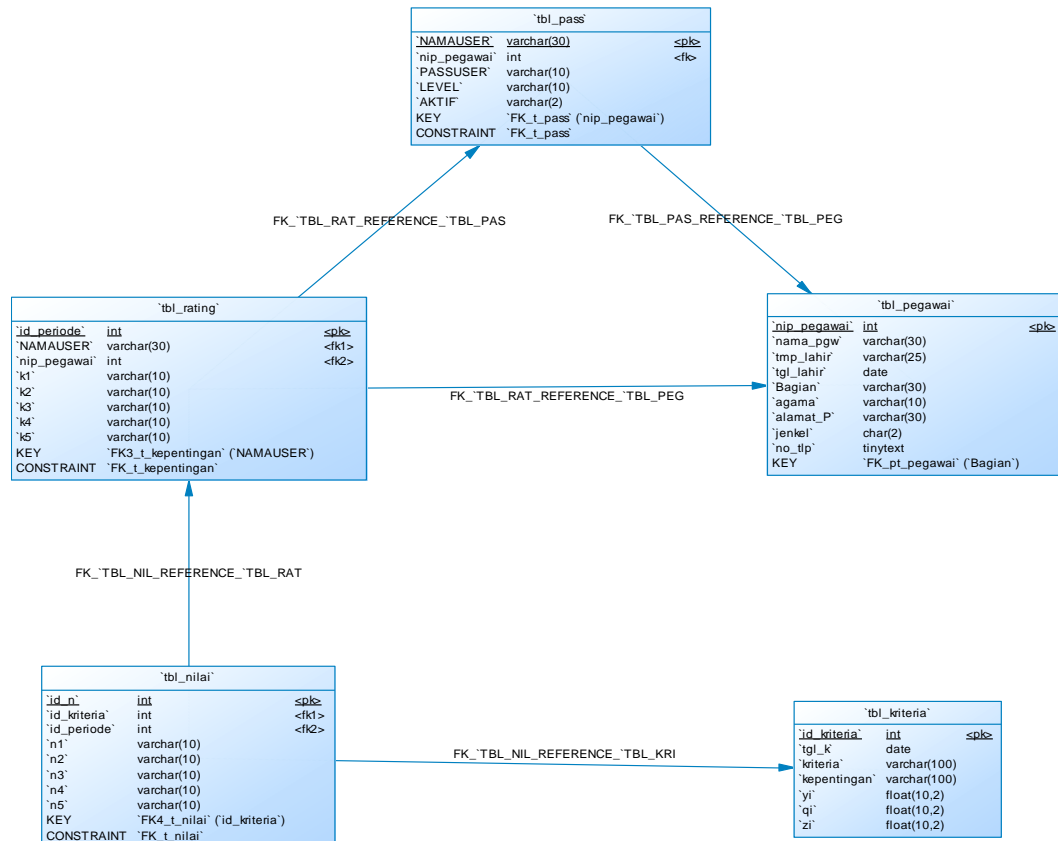 `tbl_pass`
`NAMAUSER` varchar(30) <pk>
`nip_pegawai` int <fk>
`PASSUSER` varchar(10)
`LEVEL` varchar(10)
`AKTIF` varchar(2)
KEY `FK_t_pass` (`nip_pegawai`)
CONSTRAINT `FK_t_pass`
FK_`TBL_RAT_REFERENCE_`TBL_PAS
FK_`TBL_PAS_REFERENCE_`TBL_PEG
`tbl_rating`
`id_periode` int <pk>
`NAMAUSER` varchar(30) <fk1>
`nip_pegawai` int <fk2>
`k1` varchar(10)
`k2` varchar(10)
`k3` varchar(10)
`k4` varchar(10)
`k5` varchar(10)
KEY `FK3_t_kepentingan` (`NAMAUSER`)
CONSTRAINT `FK_t_kepentingan`
FK_`TBL_RAT_REFERENCE_`TBL_PEG
`tbl_pegawai`
`nip_pegawai` int <pk>
`nama_pgw` varchar(30)
`tmp_lahir` varchar(25)
`tgl_lahir` date
`Bagian` varchar(30)
`agama` varchar(10)
`alamat_P` varchar(30)
`jenkel` char(2)
`no_tlp` tinytext
KEY `FK_pt_pegawai` (`Bagian`)
FK_`TBL_NIL_REFERENCE_`TBL_RAT
`tbl_nilai`
`id_n` int <pk>
`id_kriteria` int <fk1>
`id_periode` int <fk2>
`n1` varchar(10)
`n2` varchar(10)
`n3` varchar(10)
`n4` varchar(10)
`n5` varchar(10)
KEY `FK4_t_nilai` (`id_kriteria`)
CONSTRAINT `FK_t_nilai`
FK_`TBL_NIL_REFERENCE_`TBL_KRI
`tbl_kriteria`
`id_kriteria` int <pk>
`tgl_k` date
`kriteria` varchar(100)
`kepentingan` varchar(100)
`yi` float(10,2)
`qi` float(10,2)
`zi` float(10,2)